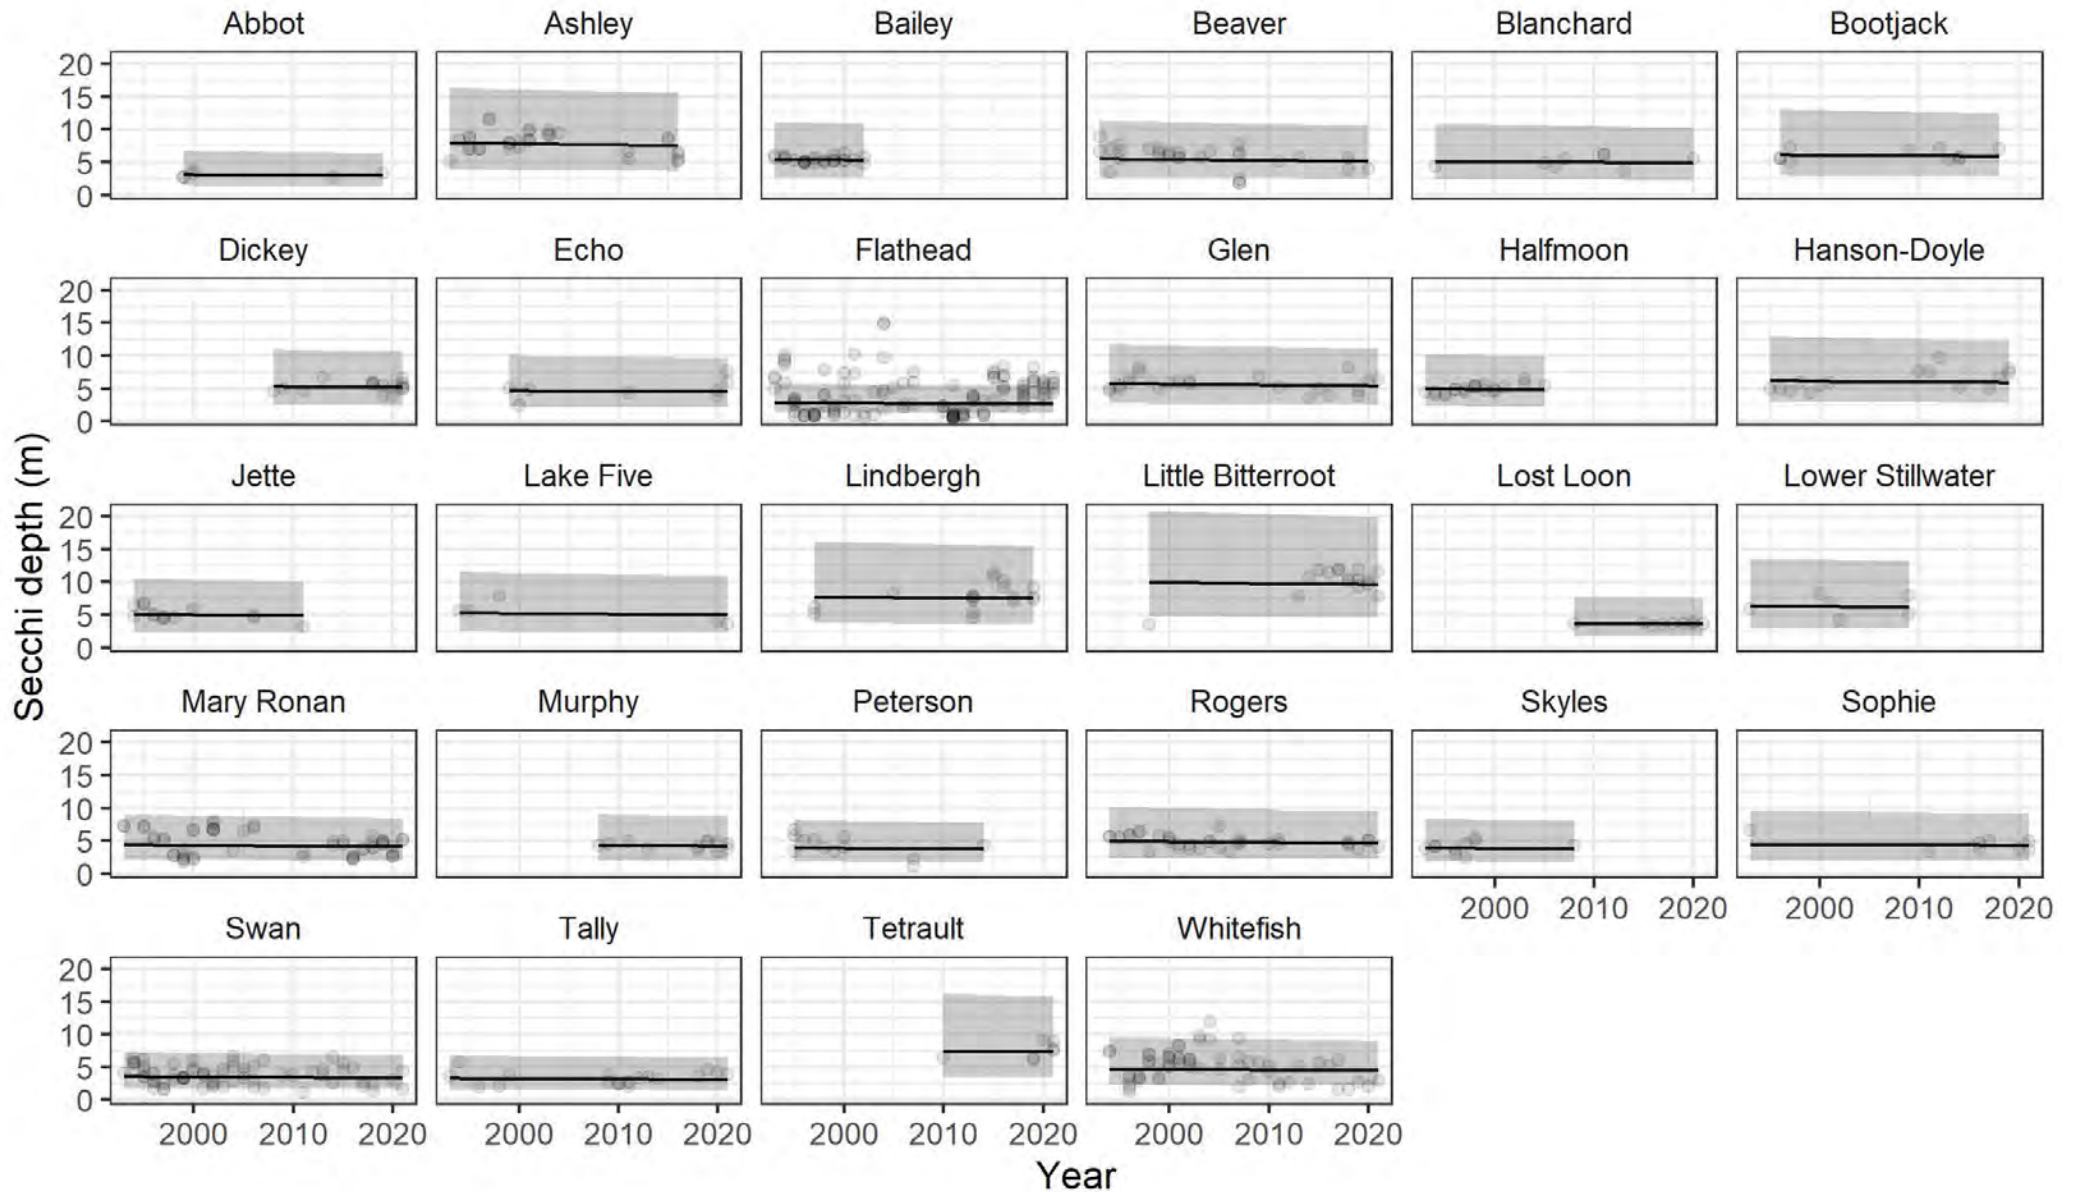 Abbot Ashley Bailey Beaver Blanchard Bootjack
20
15
10
5
0
Dickey Echo Flathead Glen Halfmoon Hanson-Doyle
20
15
10
5
0
Secchi depth (m)
Jette Lake Five Lindbergh Little Bitterroot Lost Loon Lower Stillwater
20
15
10
5
0
Mary Ronan Murphy Peterson Rogers Skyles Sophie
20
15
10
5
0
2000 2010 2020 2000 2010 2020
Swan Tally Tetrault Whitefish
20
15
10
5
0
2000 2010 2020 2000 2010 2020 2000 2010 2020 2000 2010 2020
Year